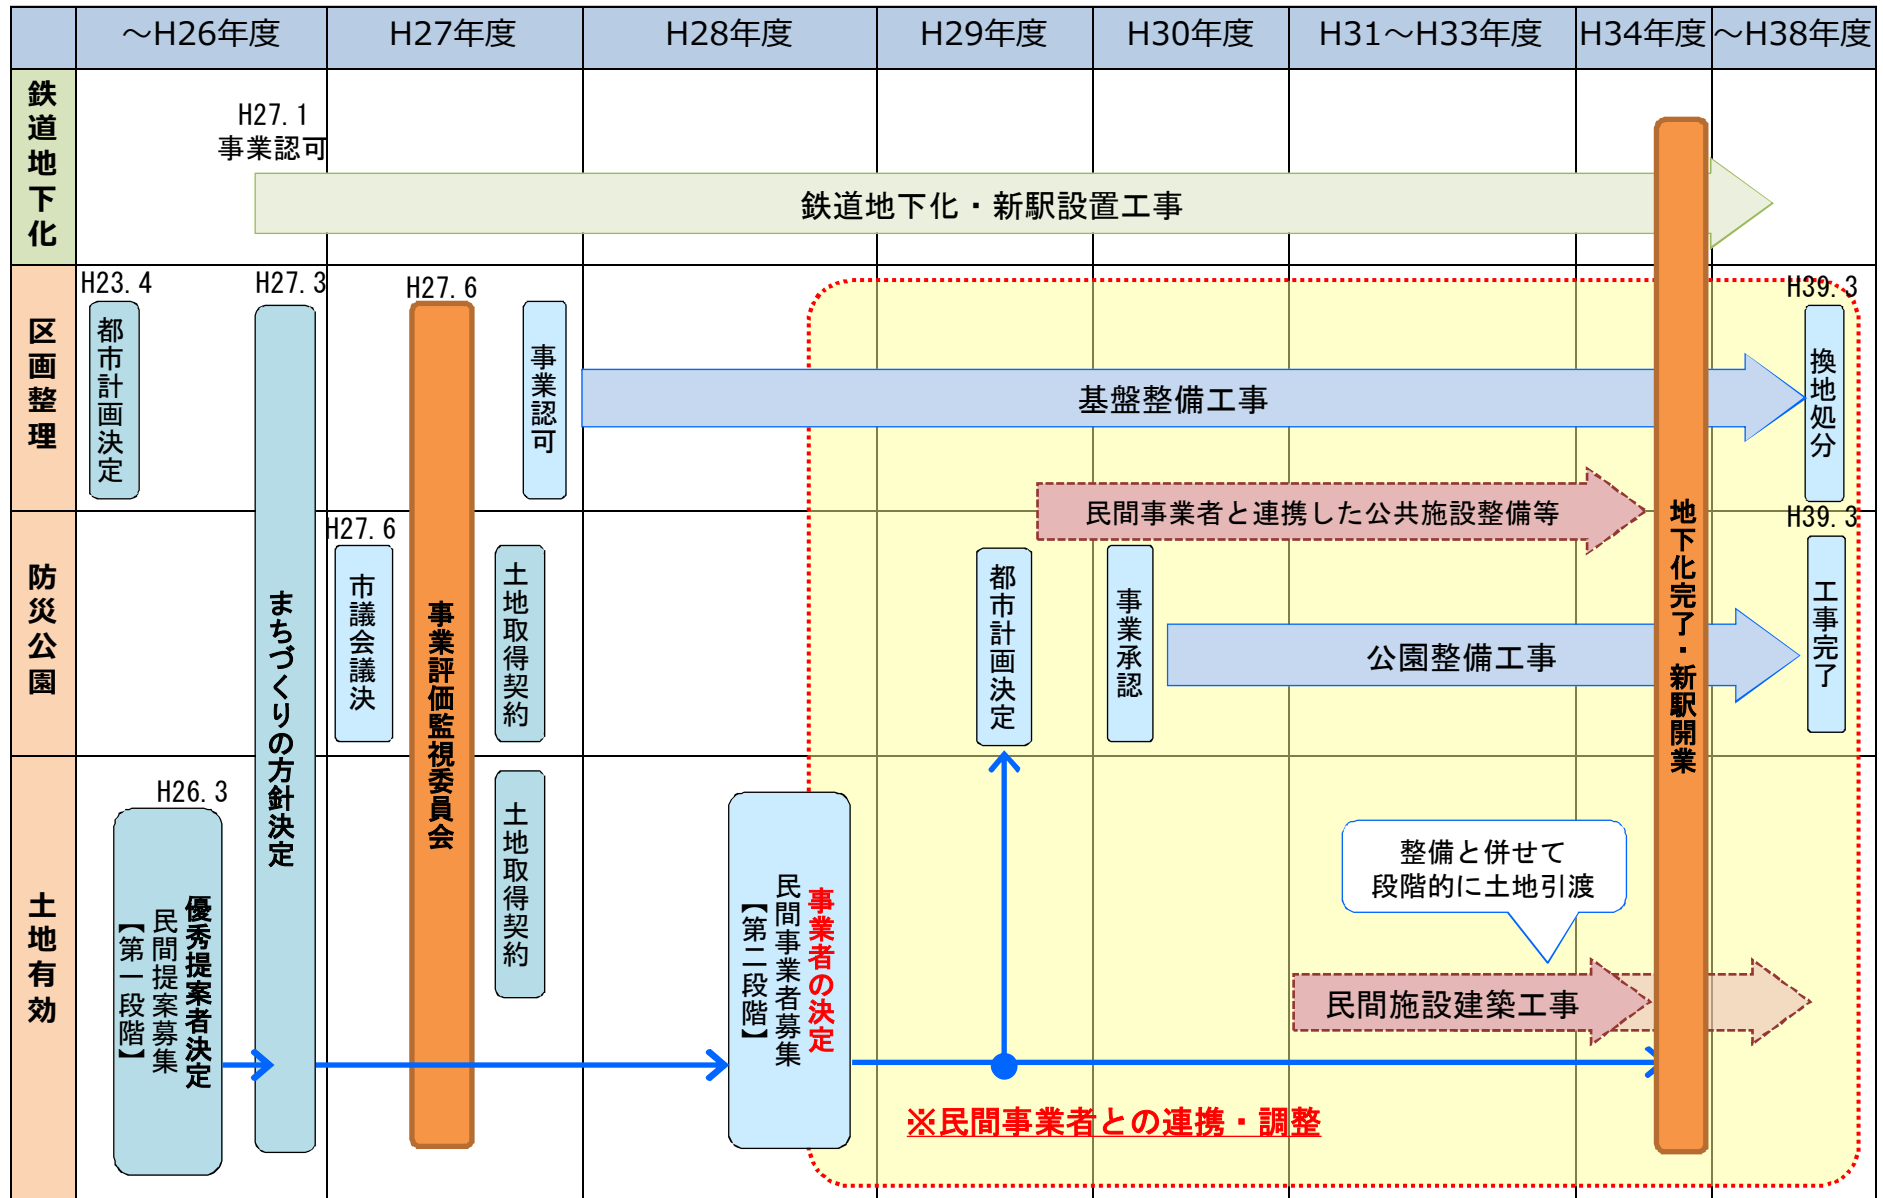 ～H26年度
H27年度
H28年度
H29年度
H30年度
H31～H33年度
H34年度
～H38年度
鉄道地下化
H27.1
事業認可
鉄道地下化・新駅設置工事
区画整理
H23.4
都市計画決定
H27.3
まちづくりの方針決定
H27.6
事業評価監視委員会
事業認可
基盤整備工事
H39.3
換地処分
民間事業者と連携した公共施設整備等
地下化完了・新駅開業
防災公園
H27.6
市議会議決
土地取得契約
都市計画決定
事業承認
公園整備工事
H39.3
工事完了
土地有効
H26.3
優秀提案者決定
民間提案募集
【第一段階】
土地取得契約
事業者の決定
民間事業者募集
【第二段階】
整備と併せて
段階的に土地引渡
民間施設建築工事
※民間事業者との連携・調整